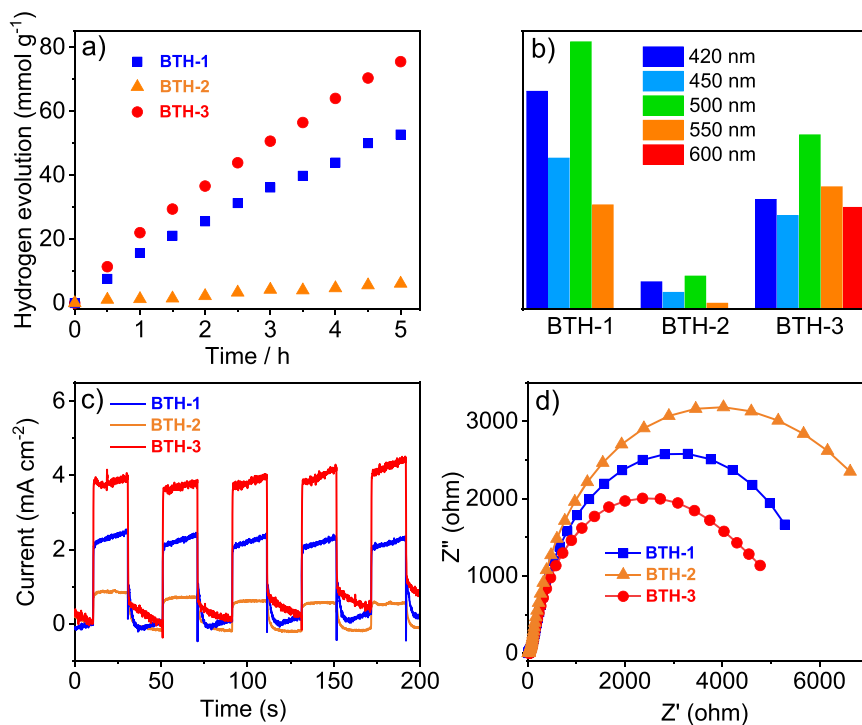 a)
Hydrogen evolution (mmol g⁻¹)
80
60
40
20
0
BTH-1
BTH-2
BTH-3
0 1 2 3 4 5
Time / h
b)
420 nm
450 nm
500 nm
550 nm
600 nm
BTH-1 BTH-2 BTH-3
c)
Current (mA cm⁻²)
6
4
2
0
BTH-1
BTH-2
BTH-3
0 50 100 150 200
Time (s)
d)
Z'' (ohm)
3000
2000
1000
0
BTH-1
BTH-2
BTH-3
0 2000 4000 6000
Z' (ohm)